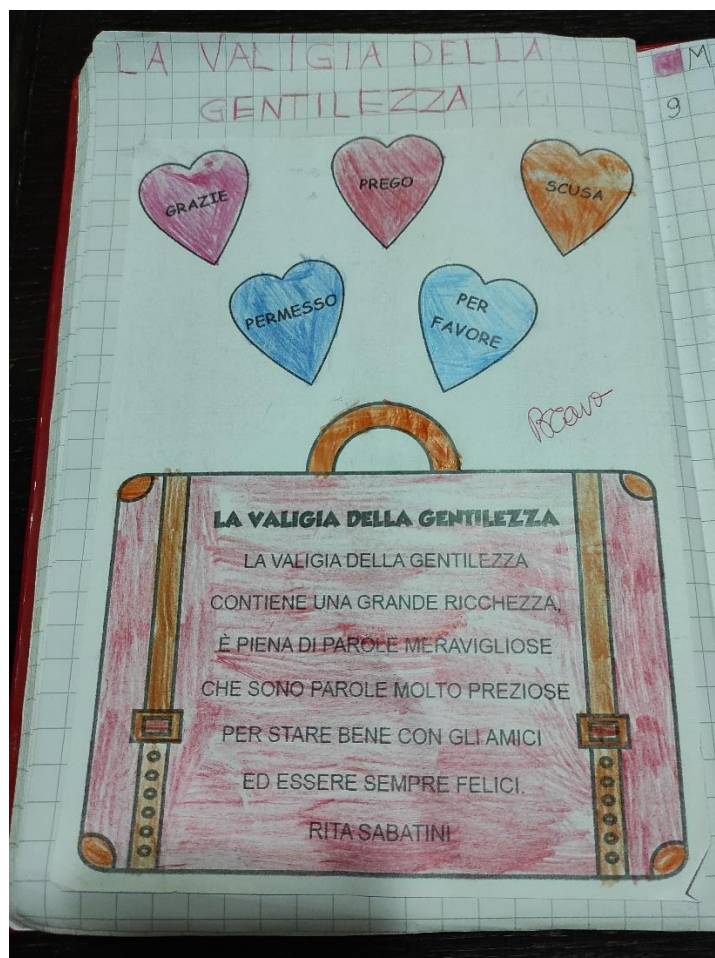 LA VALIGIA DELLA
GENTILEZZA
M
9
GRAZIE
PREGO
SCUSA
PERMESSO
PER
FAVORE
Bravo
LA VALIGIA DELLA GENTILEZZA
LA VALIGIA DELLA GENTILEZZA
CONTIENE UNA GRANDE RICCHEZZA,
È PIENA DI PAROLE MERAVIGLIOSE
CHE SONO PAROLE MOLTO PREZIOSE
PER STARE BENE CON GLI AMICI
ED ESSERE SEMPRE FELICI.
RITA SABATINI